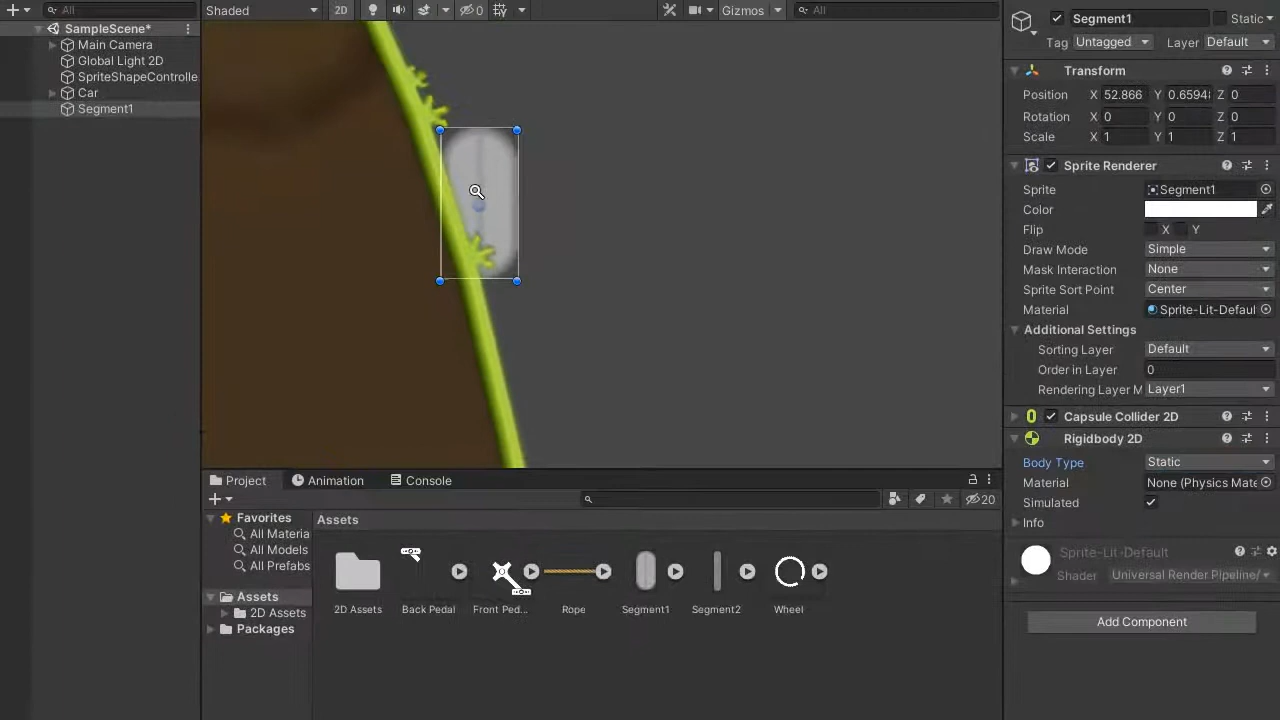 All
SampleScene*
Main Camera
Global Light 2D
SpriteShapeControlle
Car
Segment1
Shaded
2D
0
Gizmos
All
Segment1
Static
Tag Untagged Layer Default
Transform
Position X 52.866 Y 0.6594 Z 0
Rotation X 0 Y 0 Z 0
Scale X 1 Y 1 Z 1
Sprite Renderer
Sprite Segment1
Color
Flip X Y
Draw Mode Simple
Mask Interaction None
Sprite Sort Point Center
Material Sprite-Lit-Defaul
Additional Settings
Sorting Layer Default
Order in Layer 0
Rendering Layer M Layer1
Capsule Collider 2D
Rigidbody 2D
Body Type Static
Material None (Physics Mate
Simulated
Info
Sprite-Lit-Default
Shader Universal Render Pipeline/
Add Component
Project Animation Console
20
Favorites
All Materia
All Models
All Prefabs
Assets
2D Assets
Packages
Assets
2D Assets
Back Pedal
Front Ped...
Rope
Segment1
Segment2
Wheel